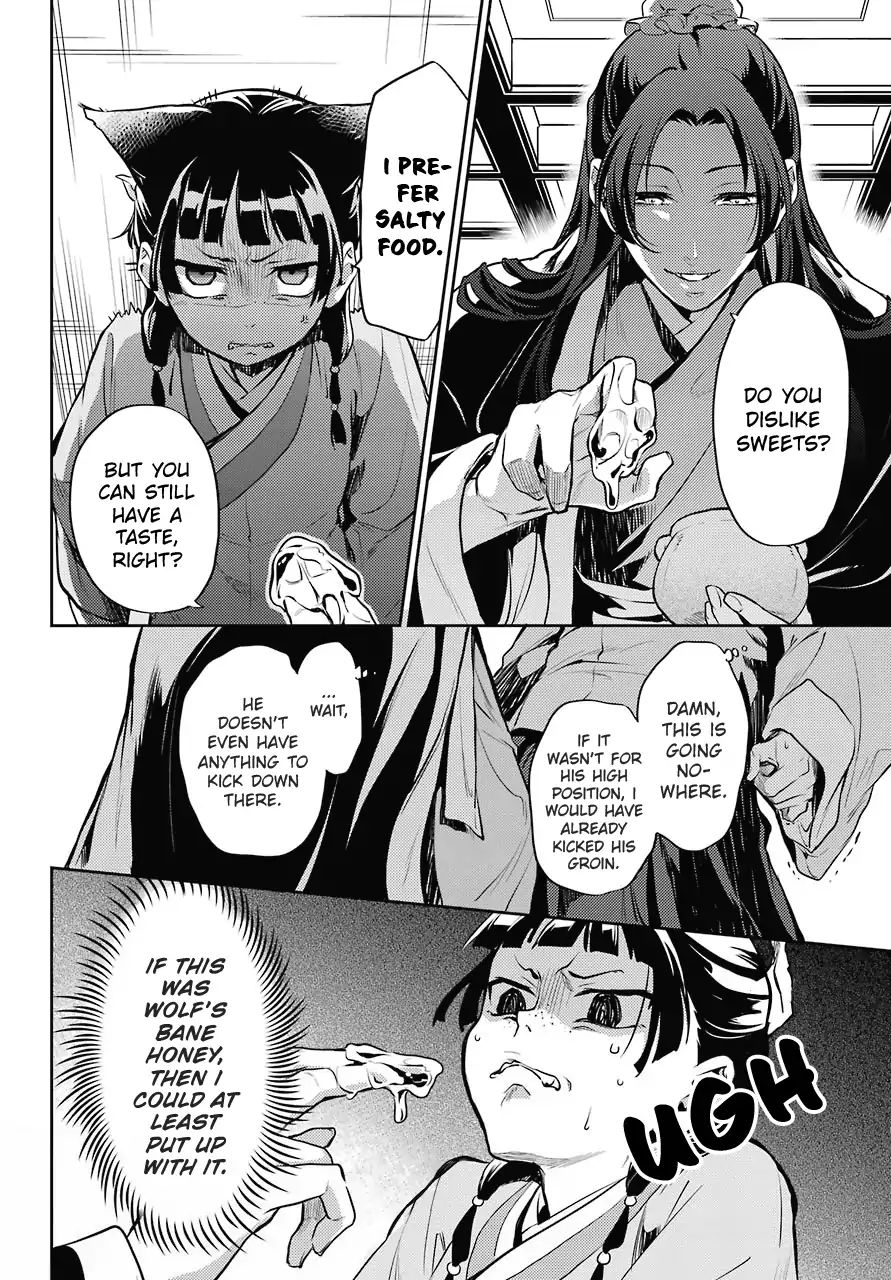 DO YOU
DISLIKE
SWEETS?
I PRE-
FER
SALTY
FOOD.
BUT YOU
CAN STILL
HAVE A
TASTE,
RIGHT?
DAMN,
THIS IS
GOING
NO-
WHERE.
IF IT
WASN'T FOR
HIS HIGH
POSITION, I
WOULD HAVE
ALREADY
KICKED HIS
GROIN.
...
WAIT,
HE
DOESN'T
EVEN HAVE
ANYTHING TO
KICK DOWN
THERE.
IF THIS
WAS
WOLF'S
BANE
HONEY,
THEN I
COULD AT
LEAST
PUT UP
WITH IT.
UGH